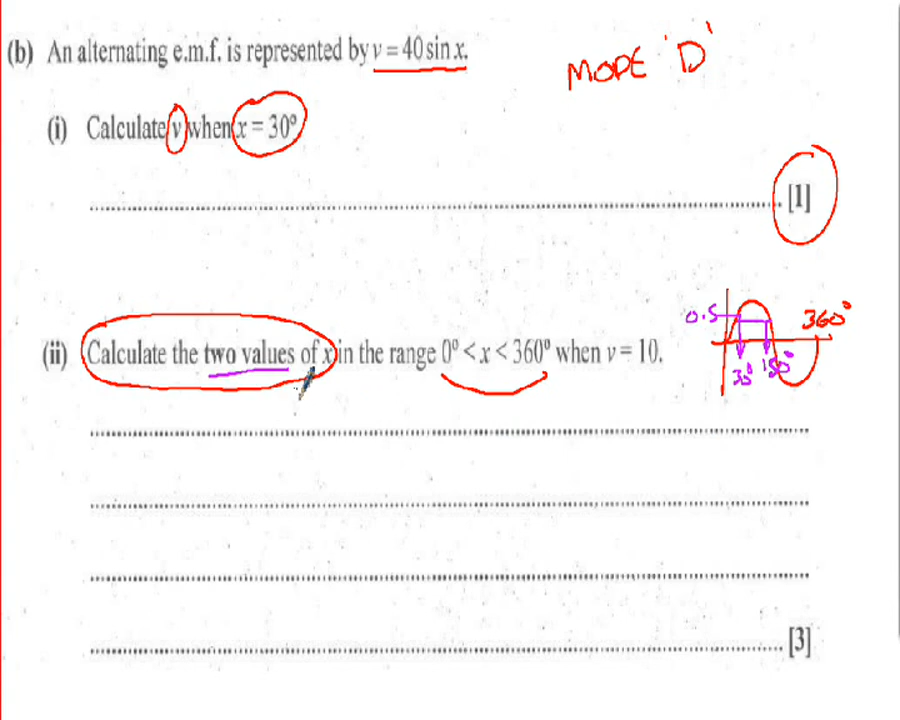 (b) An alternating e.m.f. is represented by v = 40 sin x.
MODE 'D'
(i) Calculate v when x = 30°
[1]
0.5
360°
(ii) Calculate the two values of x in the range 0° < x < 360° when v = 10.
30° 150°
[3]